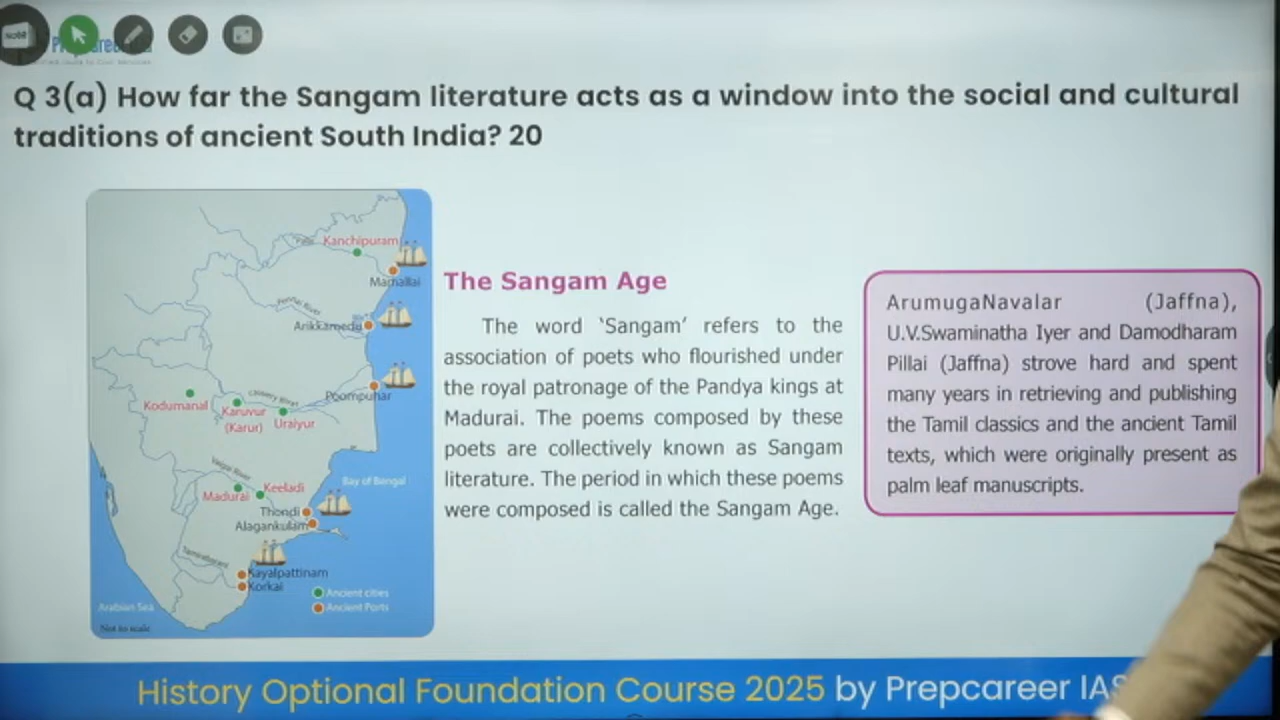 Note
Q 3(a) How far the Sangam literature acts as a window into the social and cultural
traditions of ancient South India? 20
Kanchipuram
Mamallai
Pennai River
Arikkamedu
Poompuhar
Kodumanal
Karuvur
(Karur)
Uraiyur
Vaigai River
Madurai
Keeladi
Bay of Bengal
Thondi
Alagankulam
Kayalpattinam
Korkai
Ancient cities
Ancient Ports
Arabian Sea
Not to scale
The Sangam Age
The word ‘Sangam’ refers to the
association of poets who flourished under
the royal patronage of the Pandya kings at
Madurai. The poems composed by these
poets are collectively known as Sangam
literature. The period in which these poems
were composed is called the Sangam Age.
ArumugaNavalar (Jaffna),
U.V.Swaminatha Iyer and Damodharam
Pillai (Jaffna) strove hard and spent
many years in retrieving and publishing
the Tamil classics and the ancient Tamil
texts, which were originally present as
palm leaf manuscripts.
History Optional Foundation Course 2025 by Prepcareer IAS